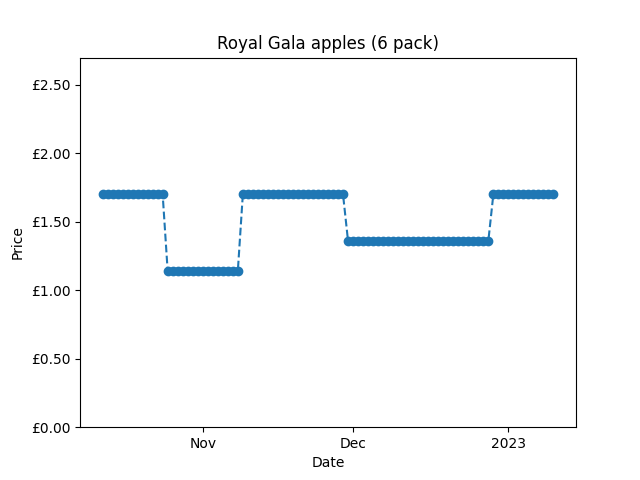 Royal Gala apples (6 pack)
£2.50
£2.00
£1.50
£1.00
£0.50
£0.00
Price
Nov
Dec
2023
Date